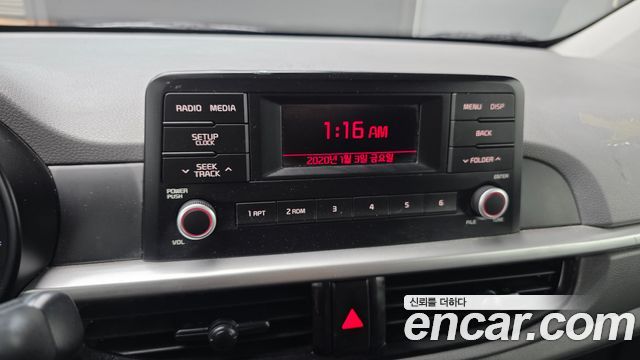 RADIO MEDIA
SETUP
CLOCK
SEEK
TRACK
POWER
PUSH
VOL
1:16 AM
2020년 1월 3일 금요일
1 RPT 2 RDM 3 4 5 6
MENU DISP
BACK
FOLDER
ENTER
FILE TUNE
신뢰를 더하다
encar.com